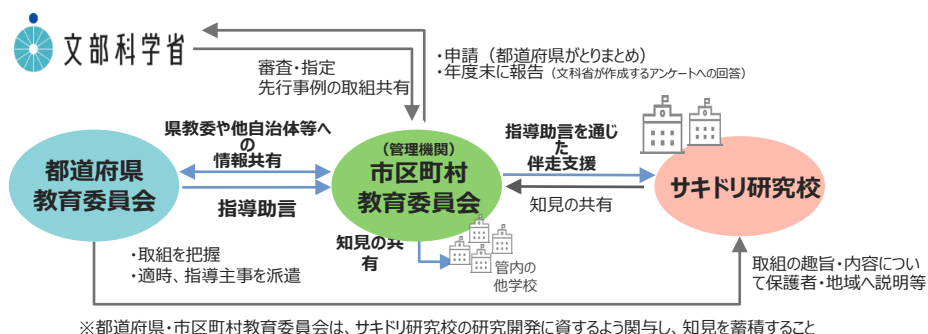 文部科学省
審査・指定
先行事例の取組共有
・申請（都道府県がとりまとめ）
・年度末に報告（文科省が作成するアンケートへの回答）
県教委や他自治体等へ
の
情報共有
指導助言
都道府県
教育委員会
（管理機関）
市区町村
教育委員会
指導助言を通じ
た
伴走支援
知見の共有
サキドリ研究校
知見の共
有
管内の
他学校
・取組を把握
・適時、指導主事を派遣
取組の趣旨・内容につい
て保護者・地域へ説明等
※都道府県・市区町村教育委員会は、サキドリ研究校の研究開発に資するよう関与し、知見を蓄積すること